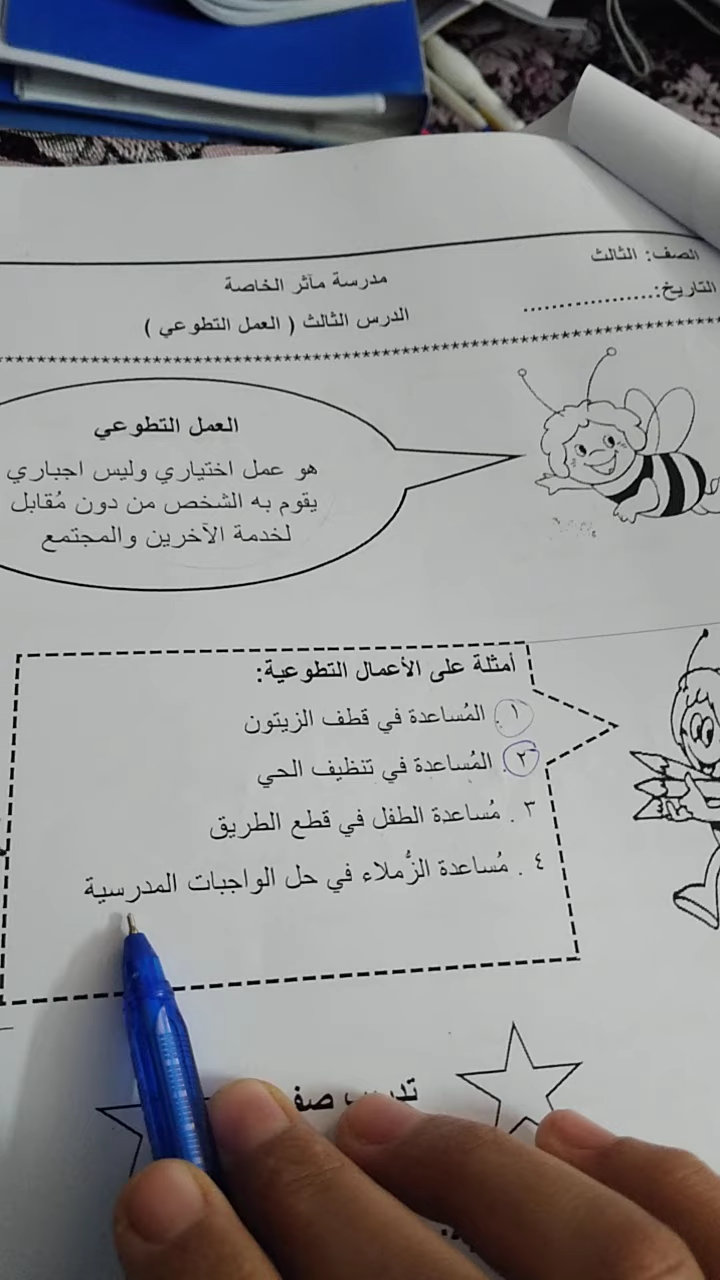 الصف: الثالث
مدرسة مآثر الخاصة
التاريخ:..................
الدرس الثالث ( العمل التطوعي )
العمل التطوعي
هو عمل اختياري وليس اجباري
يقوم به الشخص من دون مُقابل
لخدمة الآخرين والمجتمع
أمثلة على الأعمال التطوعية:
١. المُساعدة في قطف الزيتون
٢. المُساعدة في تنظيف الحي
٣. مُساعدة الطفل في قطع الطريق
٤. مُساعدة الزُملاء في حل الواجبات المدرسية